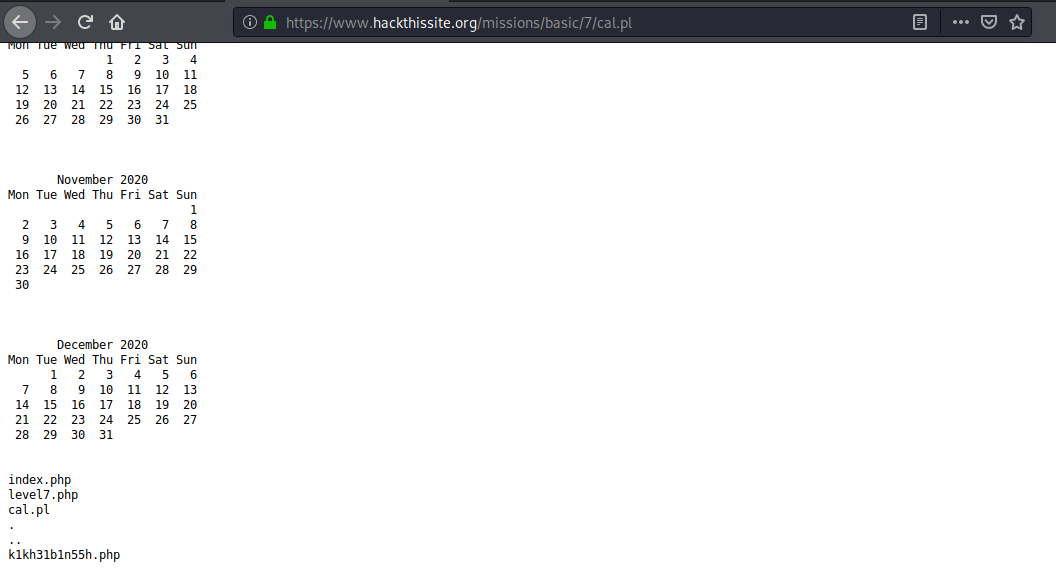 https://www.hackthissite.org/missions/basic/7/cal.pl
Mon Tue Wed Thu Fri Sat Sun
1 2 3 4
5 6 7 8 9 10 11
12 13 14 15 16 17 18
19 20 21 22 23 24 25
26 27 28 29 30 31
November 2020
Mon Tue Wed Thu Fri Sat Sun
1
2 3 4 5 6 7 8
9 10 11 12 13 14 15
16 17 18 19 20 21 22
23 24 25 26 27 28 29
30
December 2020
Mon Tue Wed Thu Fri Sat Sun
1 2 3 4 5 6
7 8 9 10 11 12 13
14 15 16 17 18 19 20
21 22 23 24 25 26 27
28 29 30 31
index.php
level7.php
cal.pl
.
..
k1kh31b1n55h.php